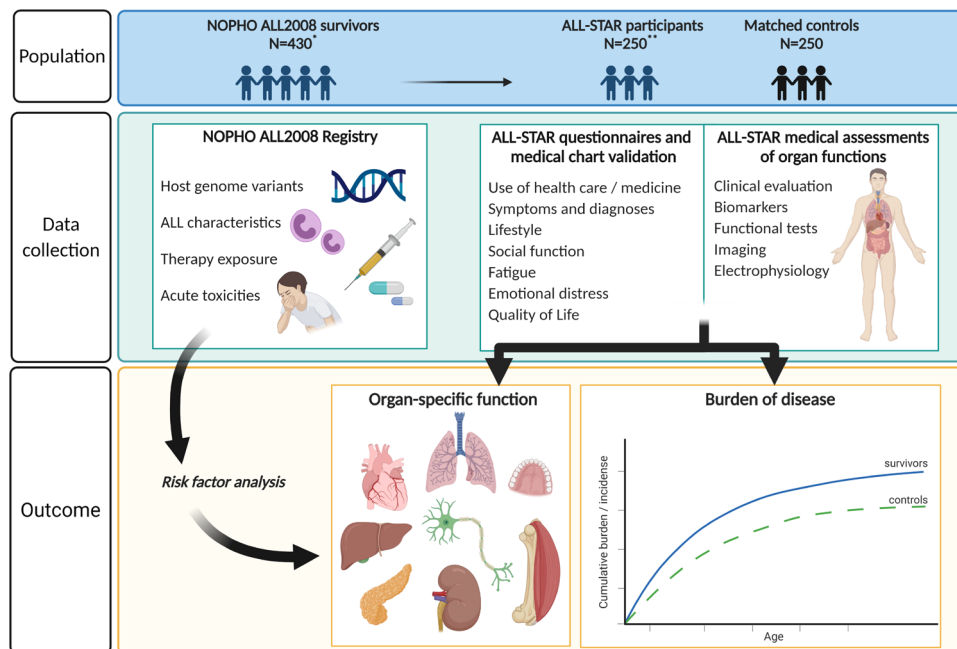 Population
NOPHO ALL2008 survivors
N=430*
ALL-STAR participants
N=250**
Matched controls
N=250
Data
collection
NOPHO ALL2008 Registry
Host genome variants
ALL characteristics
Therapy exposure
Acute toxicities
ALL-STAR questionnaires and
medical chart validation
Use of health care / medicine
Symptoms and diagnoses
Lifestyle
Social function
Fatigue
Emotional distress
Quality of Life
ALL-STAR medical assessments
of organ functions
Clinical evaluation
Biomarkers
Functional tests
Imaging
Electrophysiology
Outcome
Risk factor analysis
Organ-specific function
Burden of disease
Cumulative burden / incidense
survivors
controls
Age